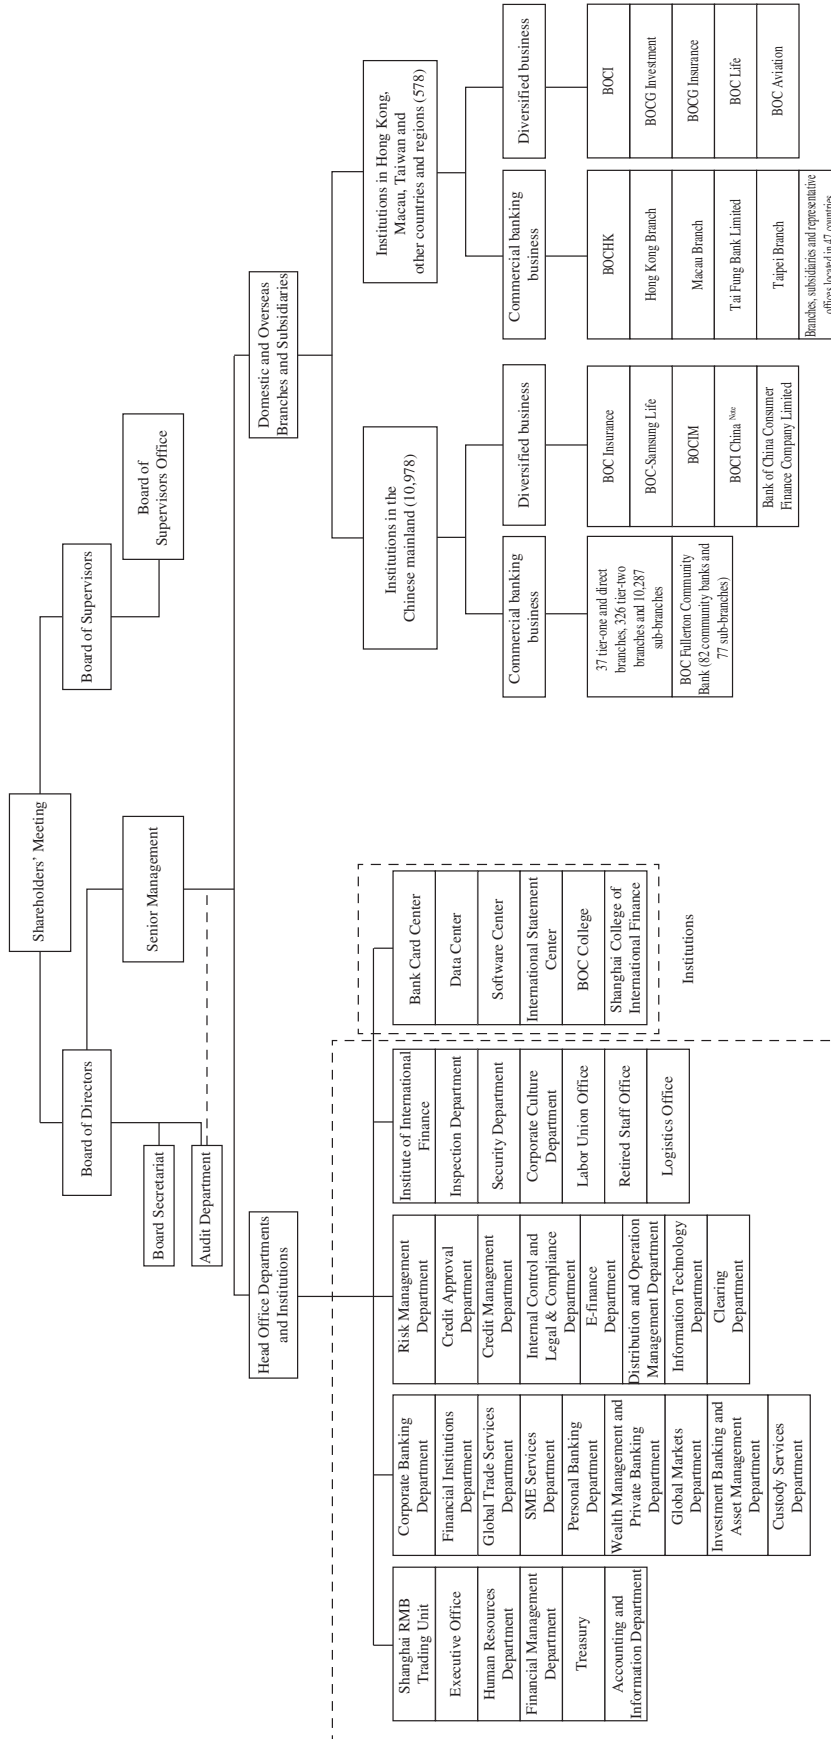 Shareholders’ Meeting
Board of Directors
Board of Supervisors
Board Secretariat
Audit Department
Senior Management
Board of
Supervisors Office
Head Office Departments
and Institutions
Domestic and Overseas
Branches and Subsidiaries
Shanghai RMB
Trading Unit
Executive Office
Human Resources
Department
Financial Management
Department
Treasury
Accounting and
Information Department
Corporate Banking
Department
Financial Institutions
Department
Global Trade Services
Department
SME Services
Department
Personal Banking
Department
Wealth Management and
Private Banking
Department
Global Markets
Department
Investment Banking and
Asset Management
Department
Custody Services
Department
Risk Management
Department
Credit Approval
Department
Credit Management
Department
Internal Control and
Legal & Compliance
Department
E-finance
Department
Distribution and Operation
Management Department
Information Technology
Department
Clearing
Department
Institute of International
Finance
Inspection Department
Security Department
Corporate Culture
Department
Labor Union Office
Retired Staff Office
Logistics Office
Bank Card Center
Data Center
Software Center
International Statement
Center
BOC College
Shanghai College of
International Finance
Institutions
Institutions in the
Chinese mainland (10,978)
Commercial banking
business
37 tier-one and direct
branches, 326 tier-two
branches and 10,287
sub-branches
BOC Fullerton Community
Bank (82 community banks and
77 sub-branches)
Diversified business
BOC Insurance
BOC-Samsung Life
BOCIM
BOCI China Note
Bank of China Consumer
Finance Company Limited
Institutions in Hong Kong,
Macau, Taiwan and
other countries and regions (578)
Commercial banking
business
BOCHK
Hong Kong Branch
Macau Branch
Tai Fung Bank Limited
Taipei Branch
Branches, subsidiaries and representative
offices located in 47 countries
Diversified business
BOCI
BOCG Investment
BOCG Insurance
BOC Life
BOC Aviation